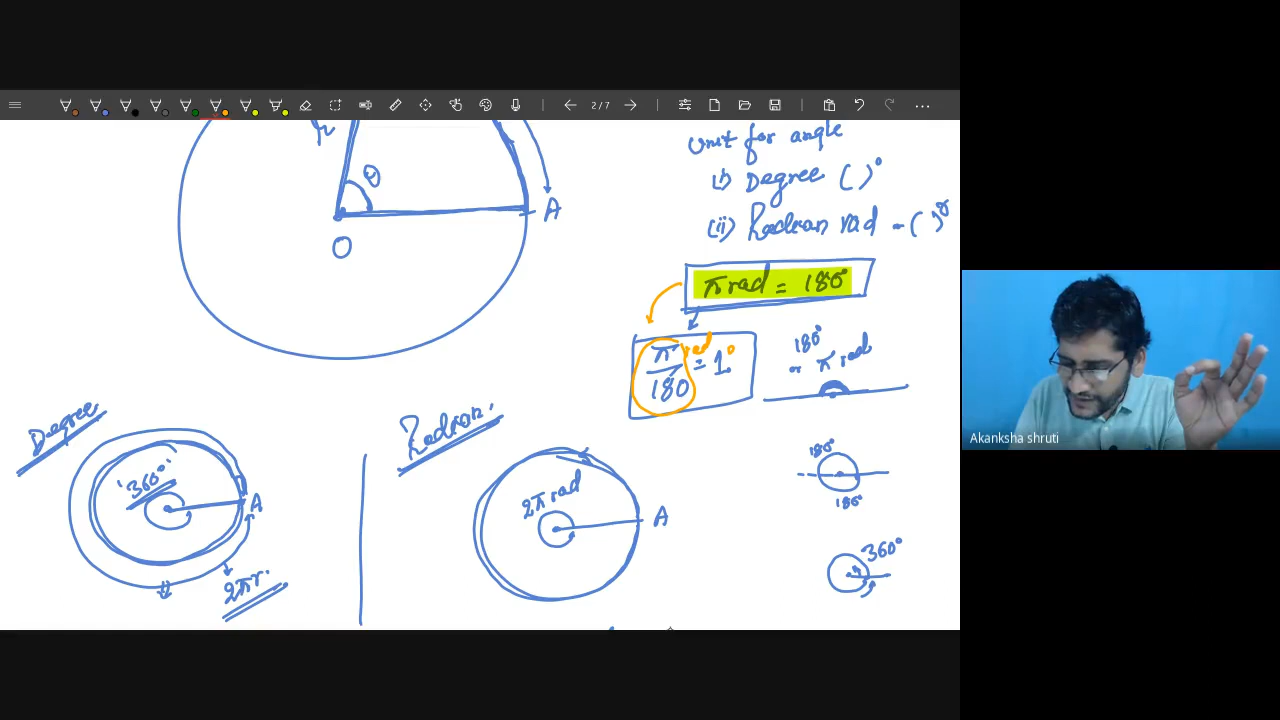 2/7
r
θ
A
O
Unit for angle
(i) Degree ( )°
(ii) Radian rad - ( )ᶜ
π rad = 180°
π/180 rad = 1°
180°
or π rad
Degree
360°
A
2πr.
Radian.
2π rad
A
180°
180°
360°
Akanksha shruti